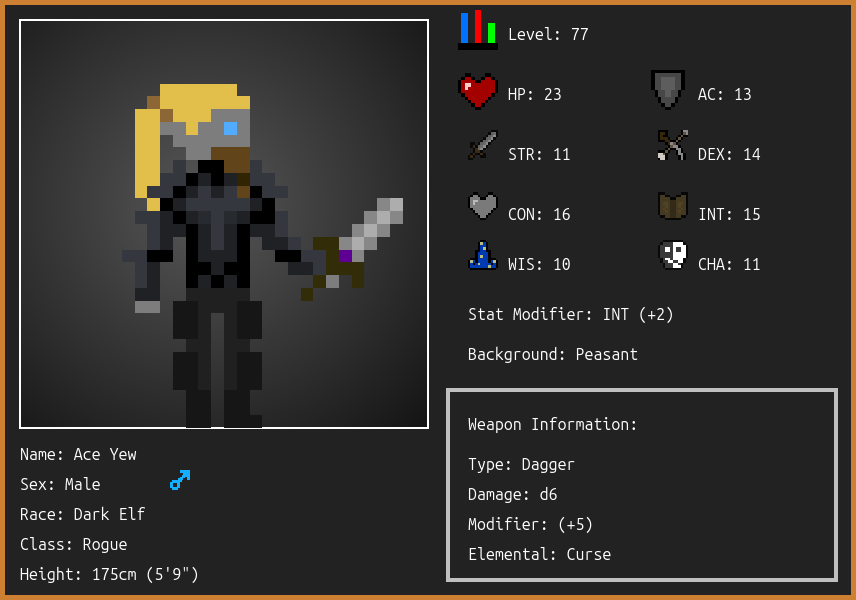 Level: 77
HP: 23
AC: 13
STR: 11
DEX: 14
CON: 16
INT: 15
WIS: 10
CHA: 11
Stat Modifier: INT (+2)
Background: Peasant
Weapon Information:
Type: Dagger
Damage: d6
Modifier: (+5)
Elemental: Curse
Name: Ace Yew
Sex: Male
Race: Dark Elf
Class: Rogue
Height: 175cm (5'9")